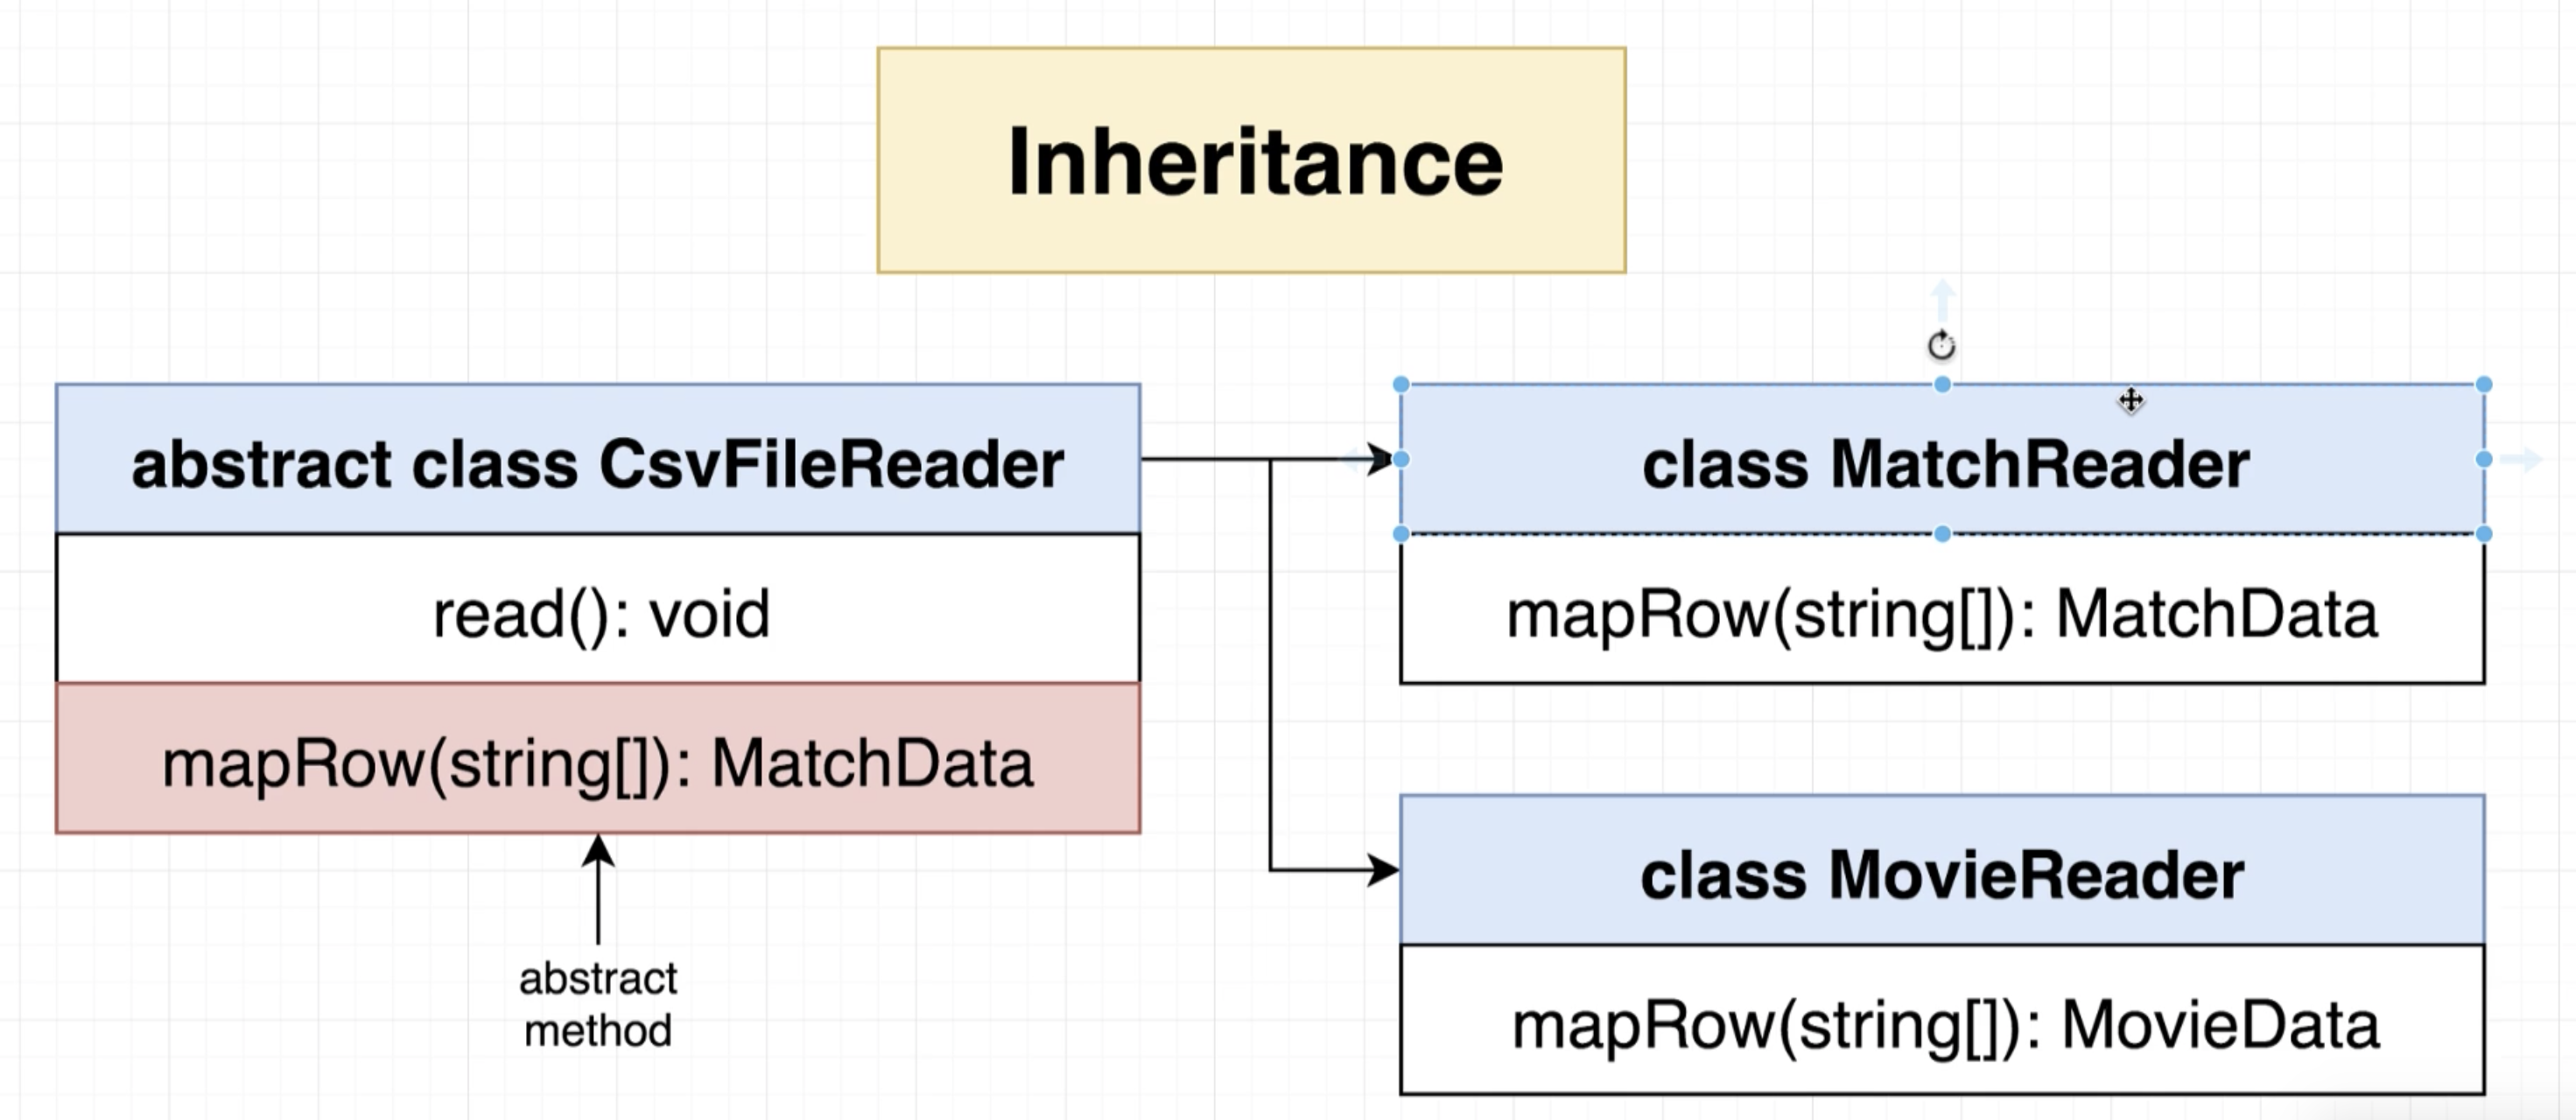 Inheritance
abstract class CsvFileReader
read(): void
mapRow(string[]): MatchData
abstract
method
class MatchReader
mapRow(string[]): MatchData
class MovieReader
mapRow(string[]): MovieData